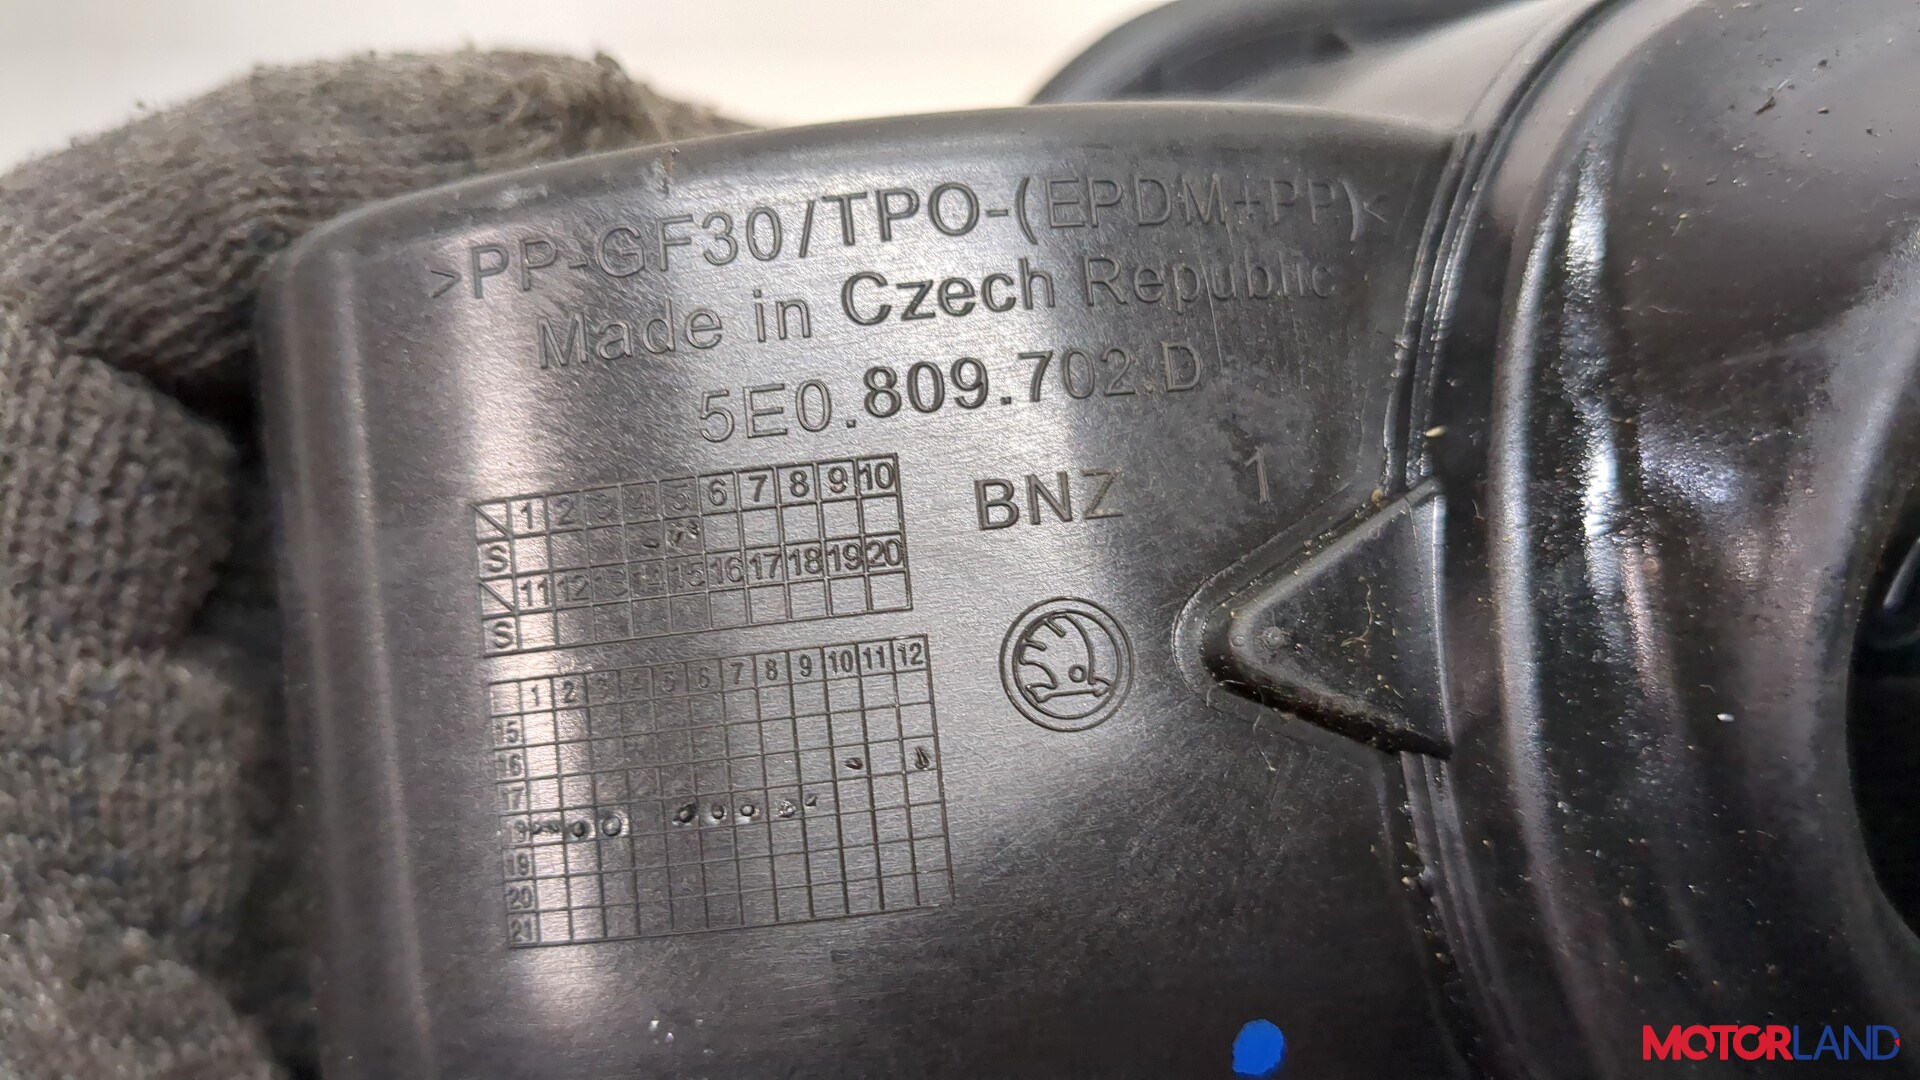 >PP-GF30/TPO-(EPDM+PP)<
Made in Czech Republic
5E0.809.702.D
BNZ 1
1 2 3 4 5 6 7 8 9 10
S
11 12 13 14 15 16 17 18 19 20
S
1 2 3 4 5 6 7 8 9 10 11 12
15
16
17
19
20
21
MOTORLAND